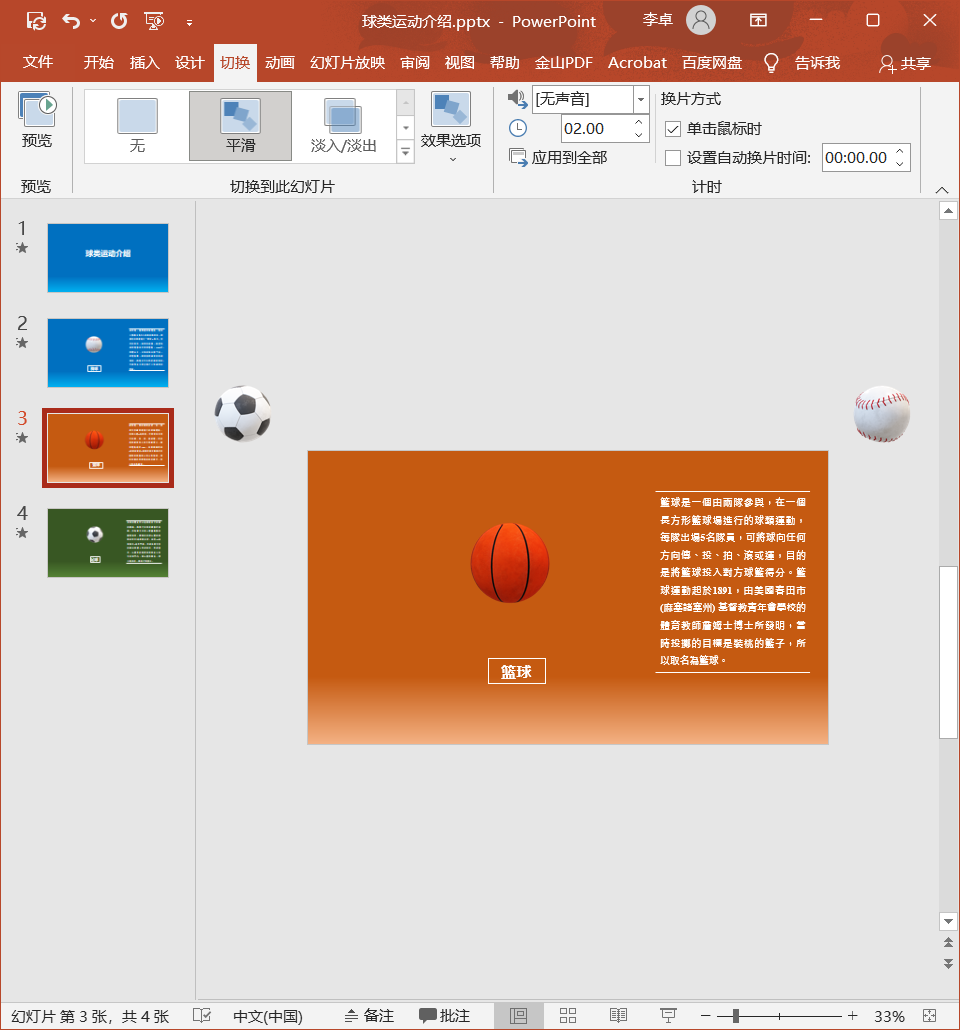 球类运动介绍.pptx - PowerPoint
李卓
文件 开始 插入 设计 切换 动画 幻灯片放映 审阅 视图 帮助 金山PDF Acrobat 百度网盘 告诉我 共享
预览
无
平滑
淡入/淡出
效果选项
[无声音]
02.00
应用到全部
换片方式
单击鼠标时
设置自动换片时间:
00:00.00
预览
切换到此幻灯片
计时
1
球类运动介绍
2
3
籃球
4
籃球是一個由兩隊參與，在一個
長方形籃球場進行的球類運動，
每隊出場5名隊員，可將球向任何
方向傳、投、拍、滾或運，目的
是將籃球投入對方球籃得分。籃
球運動起於1891，由美國春田市
(麻塞諸塞州) 基督教青年會學校的
體育教師詹姆士博士所發明，當
時投擲的目標是裝桃的籃子，所
以取名為籃球。
籃球
幻灯片 第 3 张，共 4 张
中文(中国)
备注
批注
33%